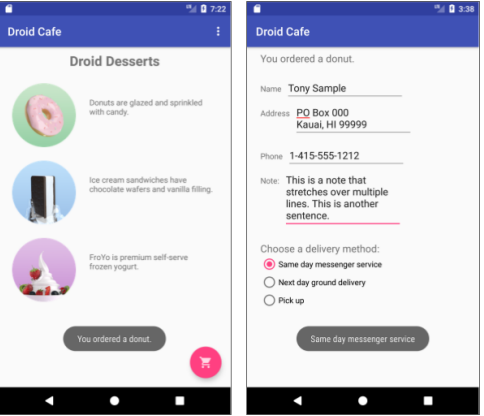 7:22
Droid Cafe
Droid Desserts
Donuts are glazed and sprinkled
with candy.
Ice cream sandwiches have
chocolate wafers and vanilla filling.
FroYo is premium self-serve
frozen yogurt.
You ordered a donut.
3:38
Droid Cafe
You ordered a donut.
Name Tony Sample
Address PO Box 000
Kauai, HI 99999
Phone 1-415-555-1212
Note: This is a note that
stretches over multiple
lines. This is another
sentence.
Choose a delivery method:
Same day messenger service
Next day ground delivery
Pick up
Same day messenger service